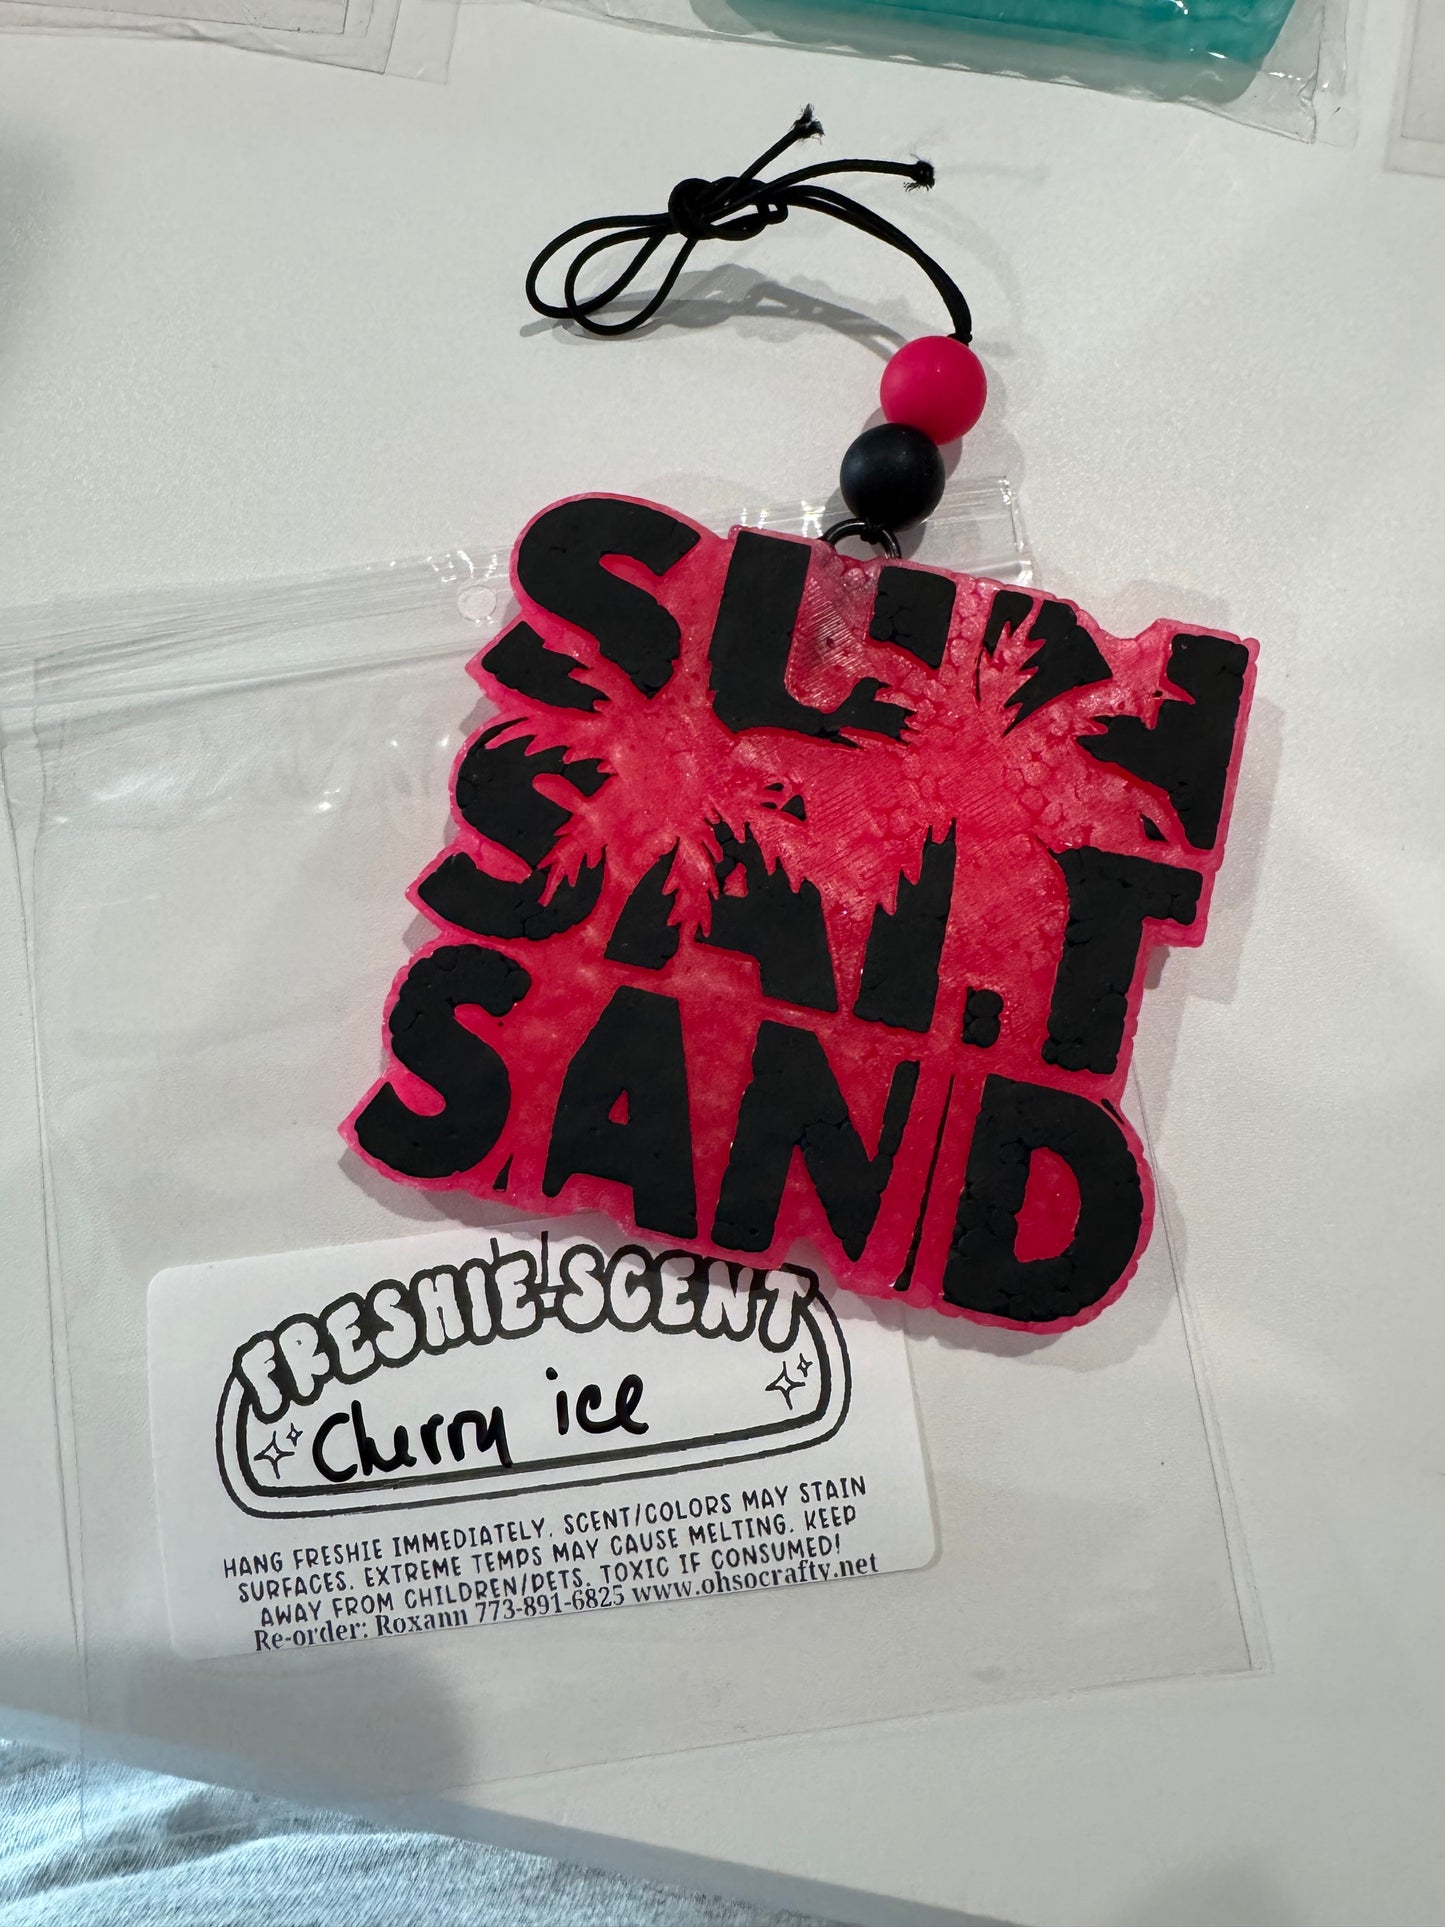 SUN
SALT
SAND
FRESHIE-SCENT
Cherry ice
HANG FRESHIE IMMEDIATELY. SCENT/COLORS MAY STAIN
SURFACES. EXTREME TEMPS MAY CAUSE MELTING. KEEP
AWAY FROM CHILDREN/PETS. TOXIC IF CONSUMED!
Re-order: Roxann 773-891-6825 www.ohsocrafty.net